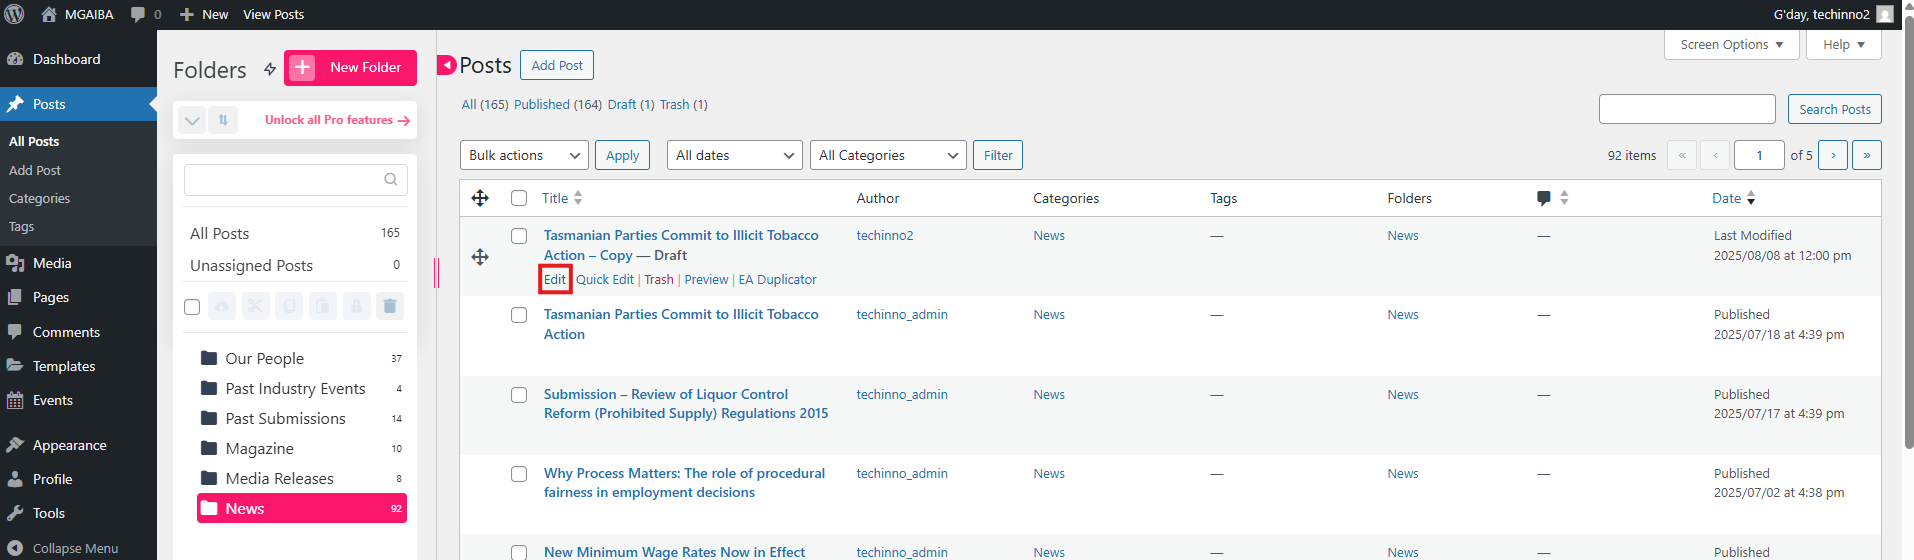 MGAIBA 0 New View Posts G'day, techinno2
Dashboard
Posts
All Posts
Add Post
Categories
Tags
Media
Pages
Comments
Templates
Events
Appearance
Profile
Tools
Collapse Menu
Folders New Folder
Unlock all Pro features →
All Posts 165
Unassigned Posts 0
Our People 37
Past Industry Events 4
Past Submissions 14
Magazine 10
Media Releases 8
News 92
Screen Options ▼ Help ▼
Posts Add Post
All (165) Published (164) Draft (1) Trash (1)
Search Posts
Bulk actions Apply All dates All Categories Filter 92 items « ‹ 1 of 5 › »
Title Author Categories Tags Folders Date
Tasmanian Parties Commit to Illicit Tobacco techinno2 News — News — Last Modified
Action – Copy — Draft 2025/08/08 at 12:00 pm
Edit Quick Edit | Trash | Preview | EA Duplicator
Tasmanian Parties Commit to Illicit Tobacco techinno_admin News — News — Published
Action 2025/07/18 at 4:39 pm
Submission – Review of Liquor Control techinno_admin News — News — Published
Reform (Prohibited Supply) Regulations 2015 2025/07/17 at 4:39 pm
Why Process Matters: The role of procedural techinno_admin News — News — Published
fairness in employment decisions 2025/07/02 at 4:38 pm
New Minimum Wage Rates Now in Effect techinno_admin News — News — Published